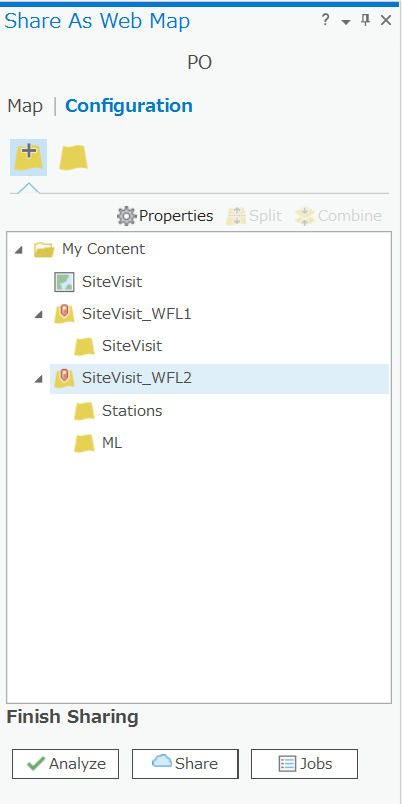 Share As Web Map ?
PO
Map | Configuration
Properties Split Combine
My Content
SiteVisit
SiteVisit_WFL1
SiteVisit
SiteVisit_WFL2
Stations
ML
Finish Sharing
Analyze Share Jobs